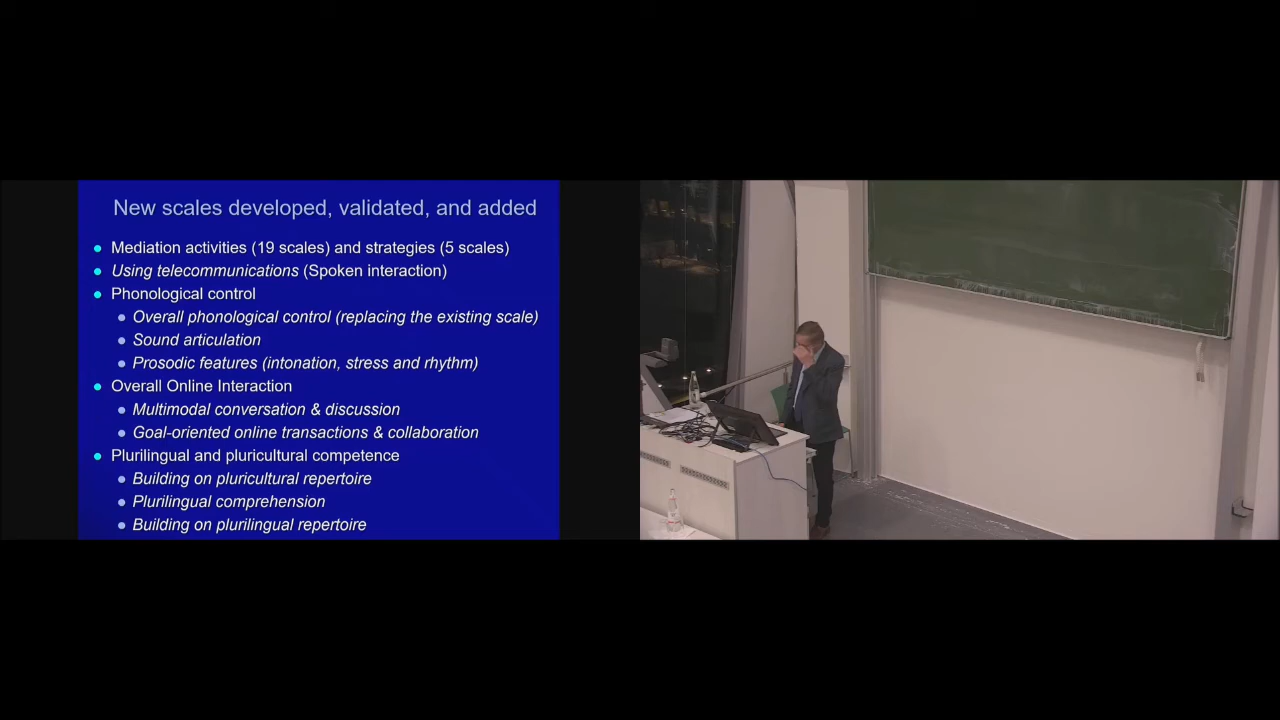 New scales developed, validated, and added
Mediation activities (19 scales) and strategies (5 scales)
Using telecommunications (Spoken interaction)
Phonological control
Overall phonological control (replacing the existing scale)
Sound articulation
Prosodic features (intonation, stress and rhythm)
Overall Online Interaction
Multimodal conversation & discussion
Goal-oriented online transactions & collaboration
Plurilingual and pluricultural competence
Building on pluricultural repertoire
Plurilingual comprehension
Building on plurilingual repertoire